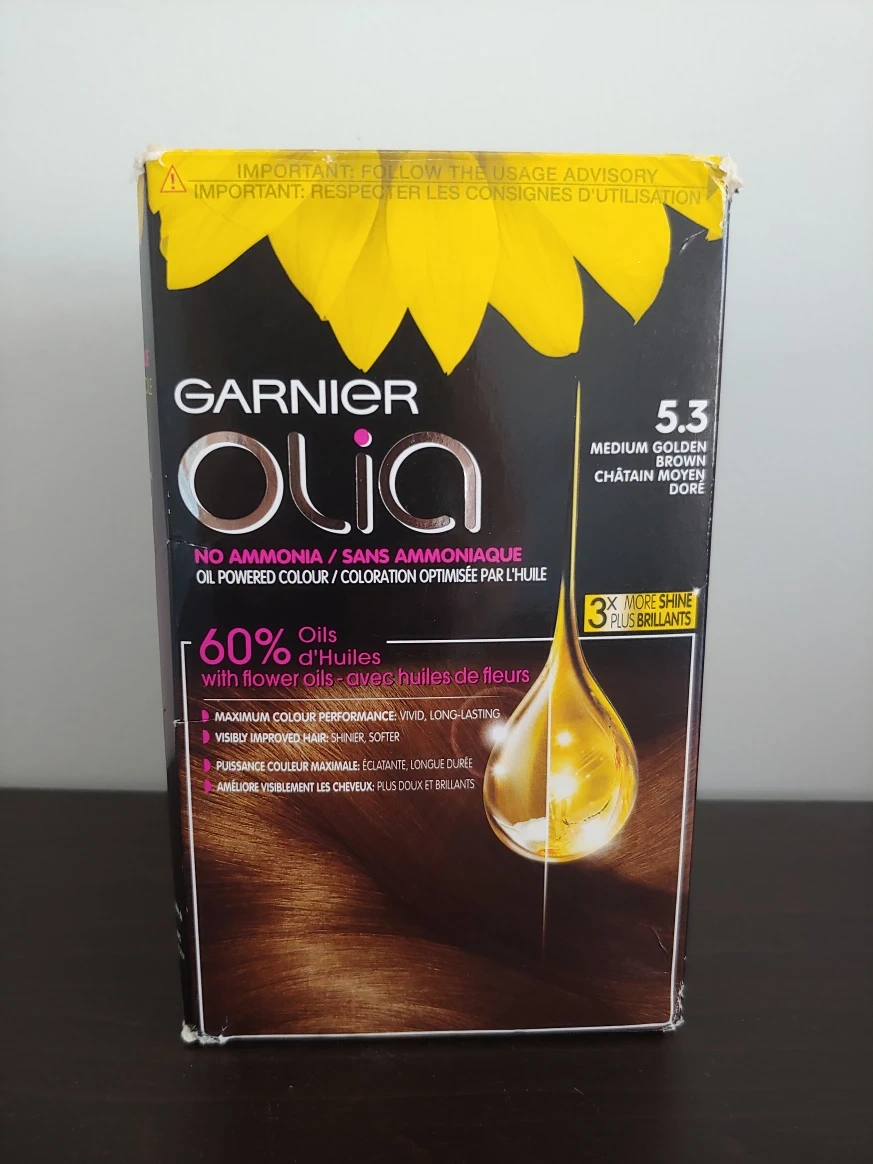 IMPORTANT: FOLLOW THE USAGE ADVISORY
IMPORTANT: RESPECTER LES CONSIGNES D'UTILISATION
GARNIER
OLIA
5.3
MEDIUM GOLDEN
BROWN
CHÂTAIN MOYEN
DORÉ
NO AMMONIA / SANS AMMONIAQUE
OIL POWERED COLOUR / COLORATION OPTIMISÉE PAR L'HUILE
3X MORE SHINE
PLUS BRILLANTS
60% Oils
d'Huiles
with flower oils - avec huiles de fleurs
MAXIMUM COLOUR PERFORMANCE: VIVID, LONG-LASTING
VISIBLY IMPROVED HAIR: SHINIER, SOFTER
PUISSANCE COULEUR MAXIMALE: ÉCLATANTE, LONGUE DURÉE
AMÉLIORE VISIBLEMENT LES CHEVEUX: PLUS DOUX ET BRILLANTS